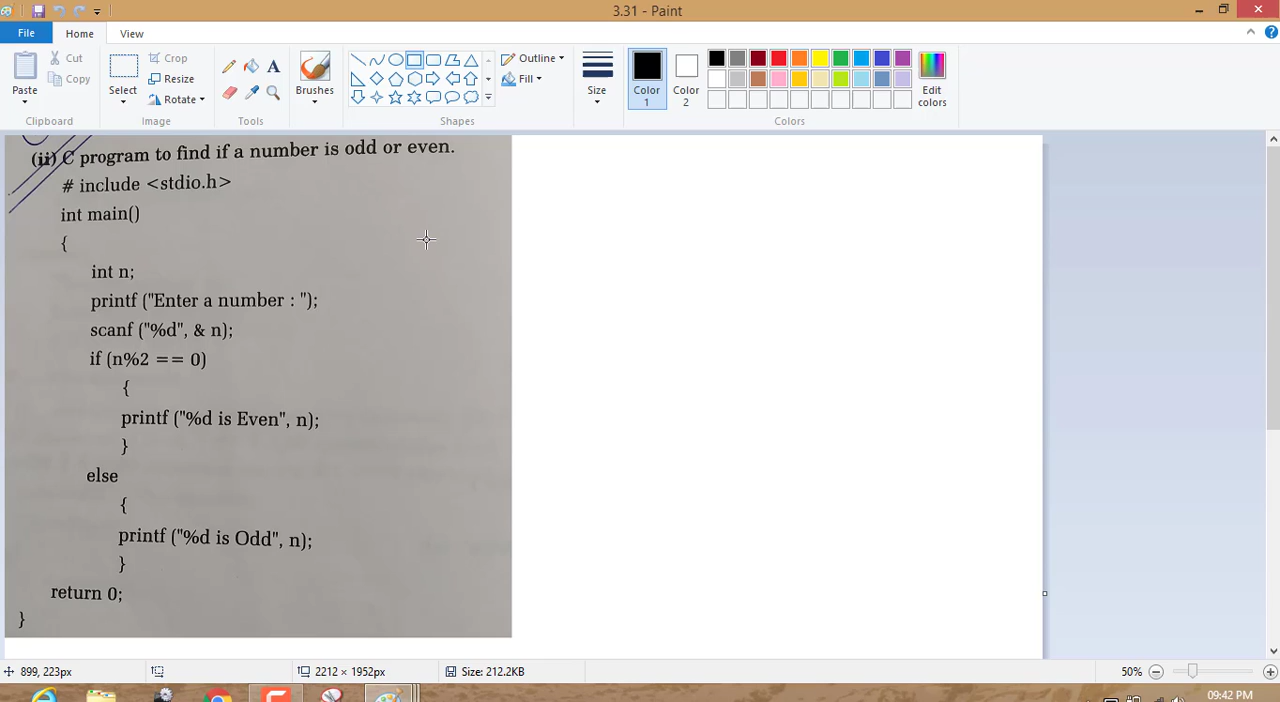 3.31 - Paint
File
Home
View
Paste
Cut
Copy
Clipboard
Select
Crop
Resize
Rotate
Image
Tools
Brushes
Shapes
Outline
Fill
Size
Color 1
Color 2
Edit colors
Colors
(ii) C program to find if a number is odd or even.
# include <stdio.h>
int main()
{
int n;
printf ("Enter a number : ");
scanf ("%d", & n);
if (n%2 == 0)
{
printf ("%d is Even", n);
}
else
{
printf ("%d is Odd", n);
}
return 0;
}
899, 223px
2212 × 1952px
Size: 212.2KB
50%
09:42 PM